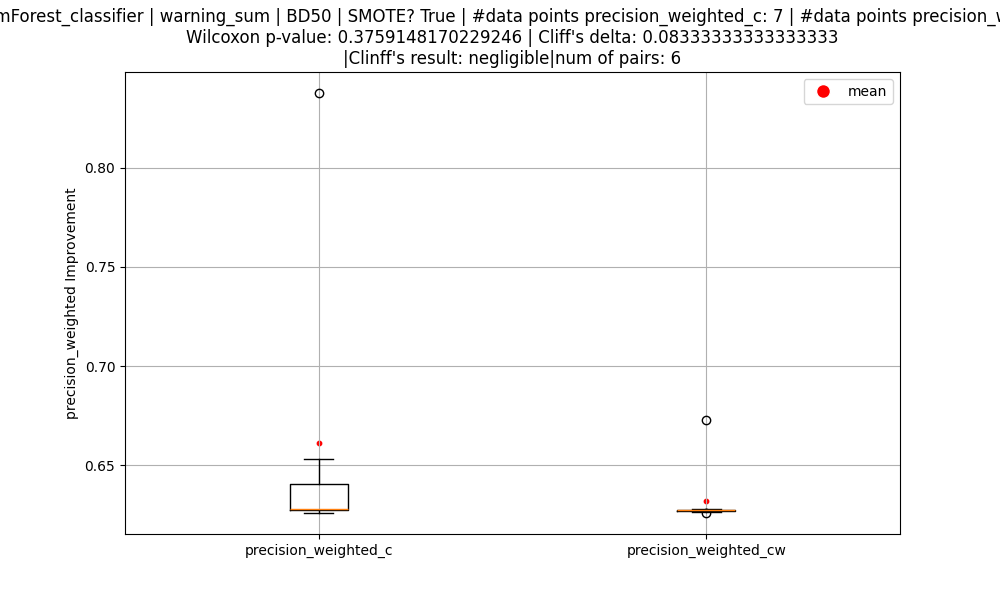 mForest_classifier | warning_sum | BD50 | SMOTE? True | #data points precision_weighted_c: 7 | #data points precision_w
Wilcoxon p-value: 0.3759148170229246 | Cliff's delta: 0.08333333333333333
|Clinff's result: negligible|num of pairs: 6
mean
precision_weighted Improvement
0.80
0.75
0.70
0.65
precision_weighted_c
precision_weighted_cw